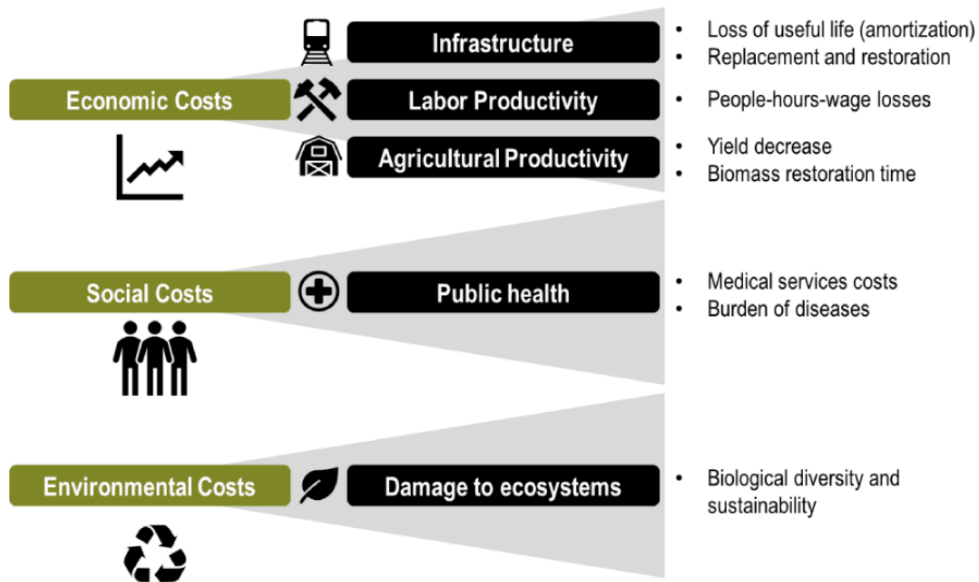 Infrastructure
• Loss of useful life (amortization)
• Replacement and restoration
Economic Costs
Labor Productivity
• People-hours-wage losses
Agricultural Productivity
• Yield decrease
• Biomass restoration time
Social Costs
Public health
• Medical services costs
• Burden of diseases
Environmental Costs
Damage to ecosystems
• Biological diversity and
sustainability